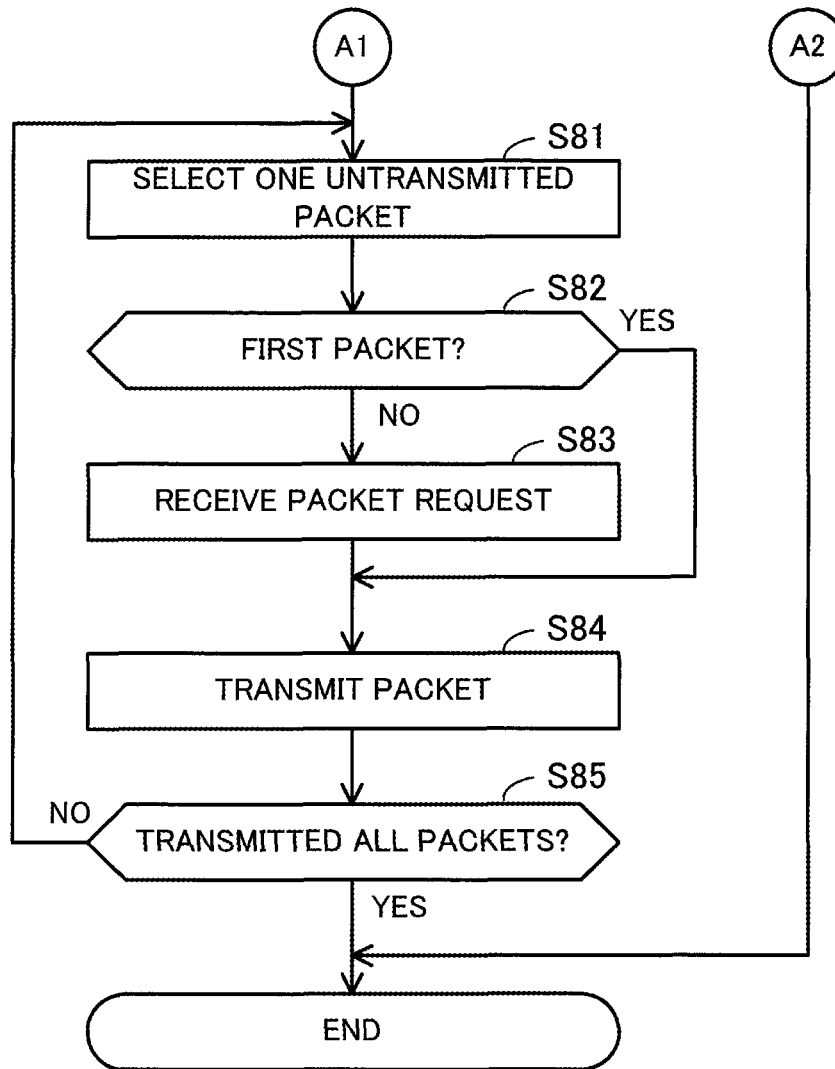 A1
A2
S81
SELECT ONE UNTRANSMITTED
PACKET
S82
YES
FIRST PACKET?
NO
S83
RECEIVE PACKET REQUEST
S84
TRANSMIT PACKET
S85
NO
TRANSMITTED ALL PACKETS?
YES
END